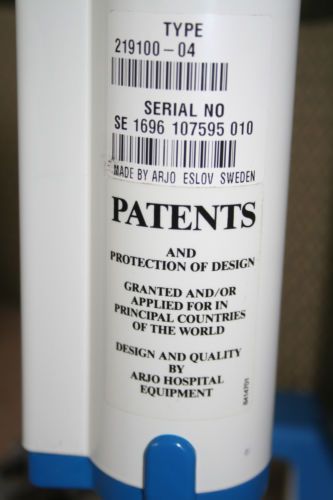 TYPE
219100-04
SERIAL NO
SE 1696 107595 010
MADE BY ARJO ESLOV SWEDEN
PATENTS
AND
PROTECTION OF DESIGN
GRANTED AND/OR
APPLIED FOR IN
PRINCIPAL COUNTRIES
OF THE WORLD
DESIGN AND QUALITY
BY
ARJO HOSPITAL
EQUIPMENT
8414701